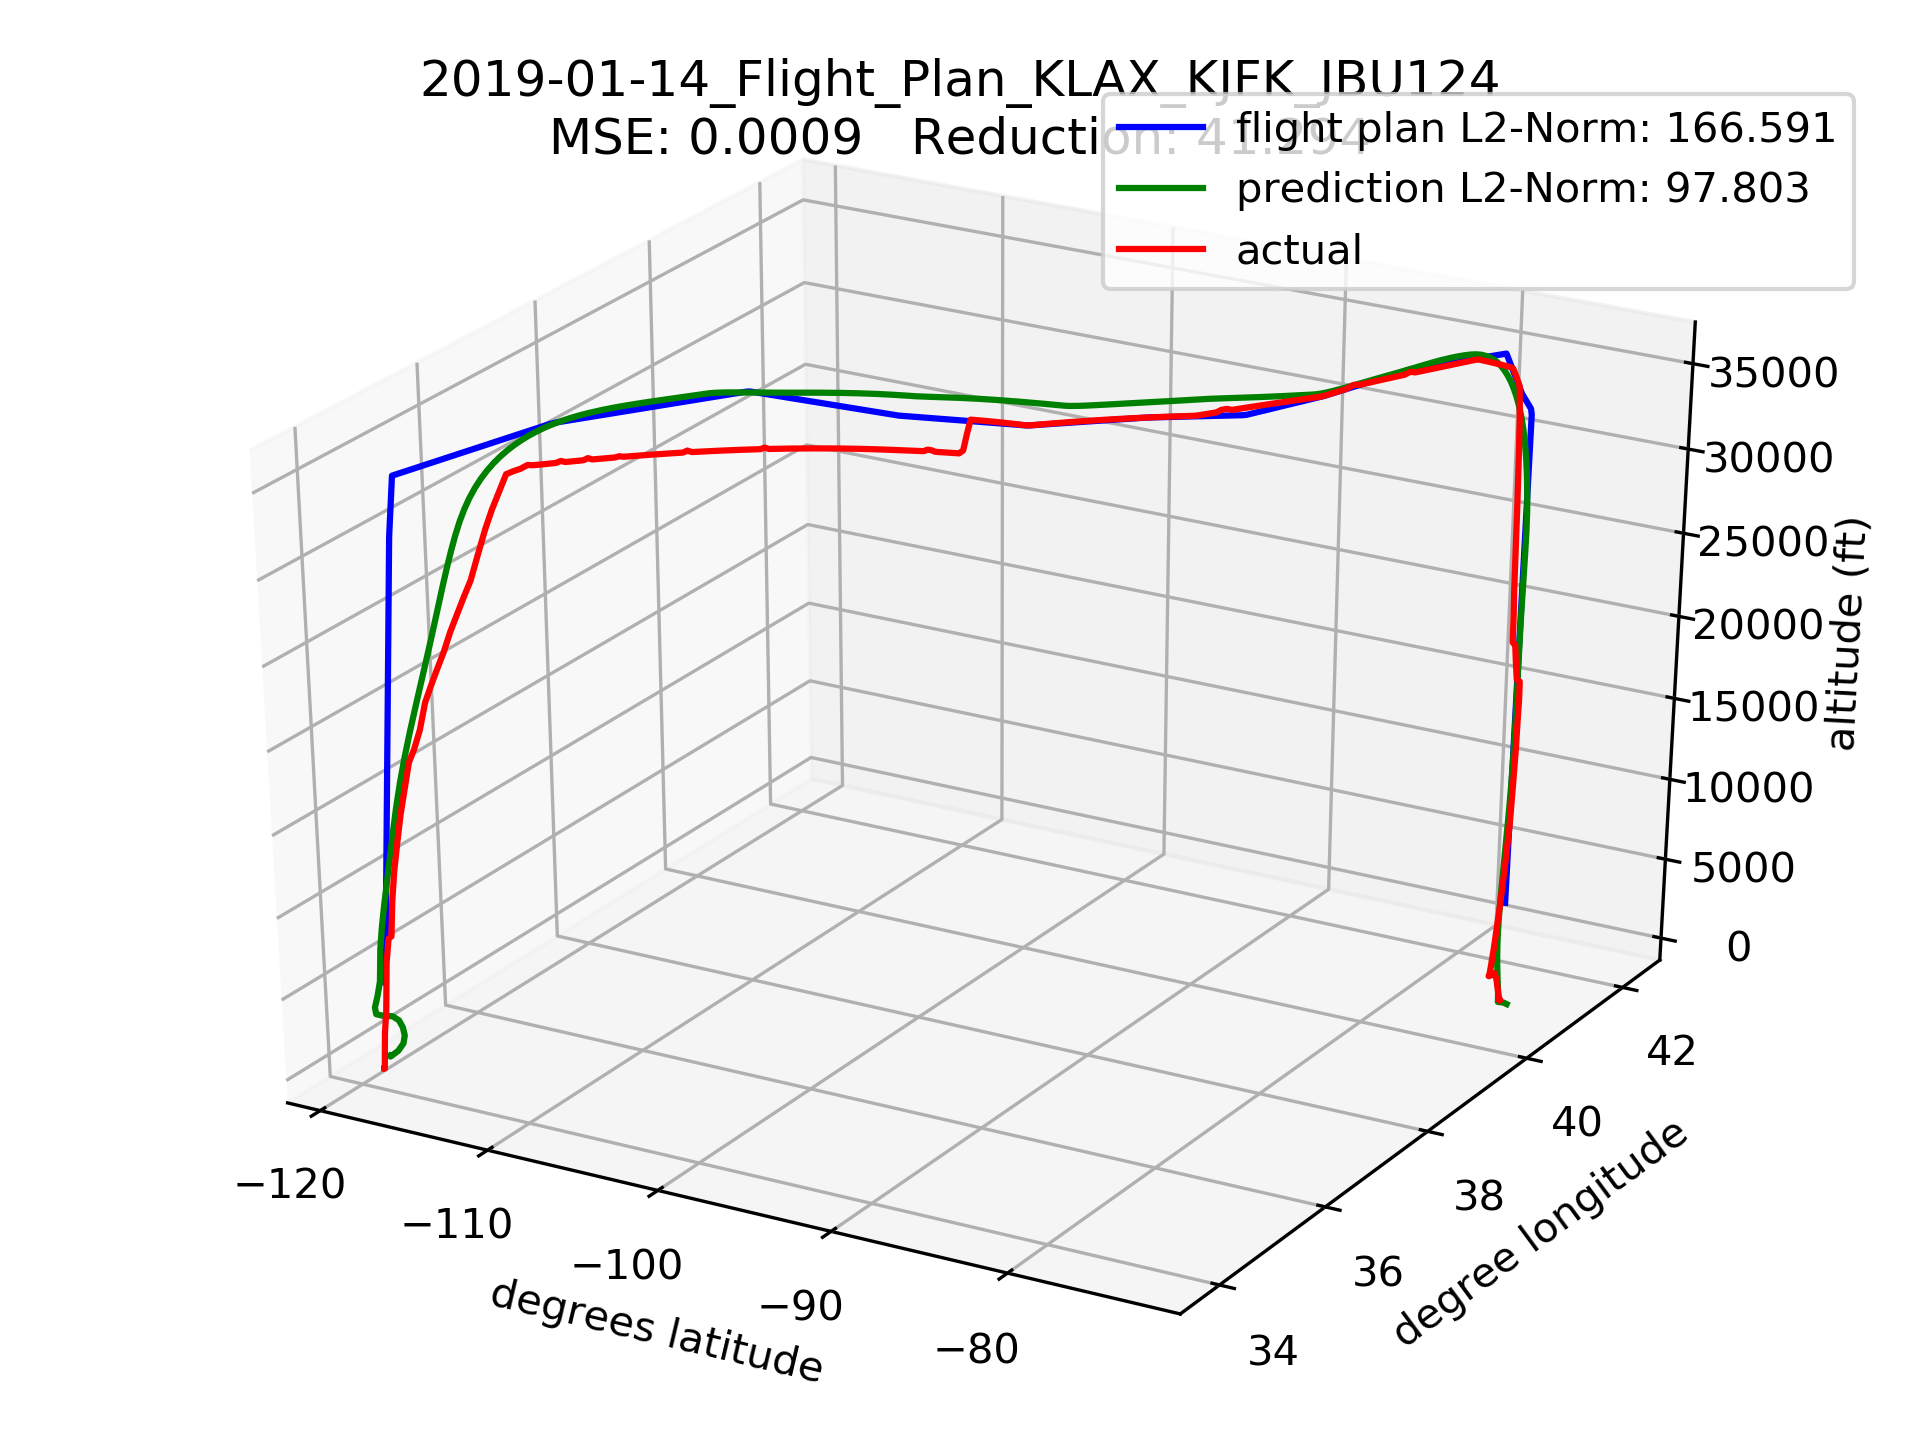 2019-01-14_Flight_Plan_KLAX_KJFK_JBU124
MSE: 0.0009   Reduction: 41.294
flight plan L2-Norm: 166.591
prediction L2-Norm: 97.803
actual
35000
30000
25000
20000
15000
10000
5000
0
altitude (ft)
42
40
38
36
34
degree longitude
−120
−110
−100
−90
−80
degrees latitude